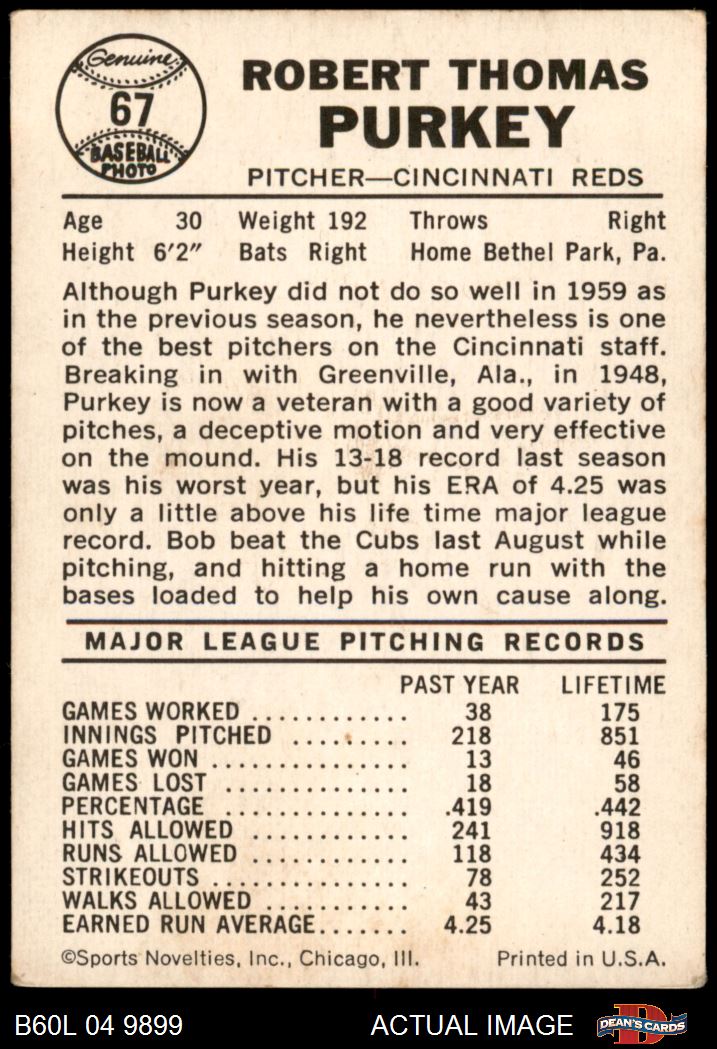 Genuine
67
BASEBALL
PHOTO
ROBERT THOMAS
PURKEY
PITCHER—CINCINNATI REDS
Age 30 Weight 192 Throws Right
Height 6'2" Bats Right Home Bethel Park, Pa.
Although Purkey did not do so well in 1959 as
in the previous season, he nevertheless is one
of the best pitchers on the Cincinnati staff.
Breaking in with Greenville, Ala., in 1948,
Purkey is now a veteran with a good variety of
pitches, a deceptive motion and very effective
on the mound. His 13-18 record last season
was his worst year, but his ERA of 4.25 was
only a little above his life time major league
record. Bob beat the Cubs last August while
pitching, and hitting a home run with the
bases loaded to help his own cause along.
MAJOR LEAGUE PITCHING RECORDS
PAST YEAR LIFETIME
GAMES WORKED ............ 38 175
INNINGS PITCHED ......... 218 851
GAMES WON ............... 13 46
GAMES LOST .............. 18 58
PERCENTAGE .............. .419 .442
HITS ALLOWED ............ 241 918
RUNS ALLOWED ............ 118 434
STRIKEOUTS ............... 78 252
WALKS ALLOWED ........... 43 217
EARNED RUN AVERAGE....... 4.25 4.18
©Sports Novelties, Inc., Chicago, Ill. Printed in U.S.A.
B60L 04 9899 ACTUAL IMAGE DEAN'S CARDS